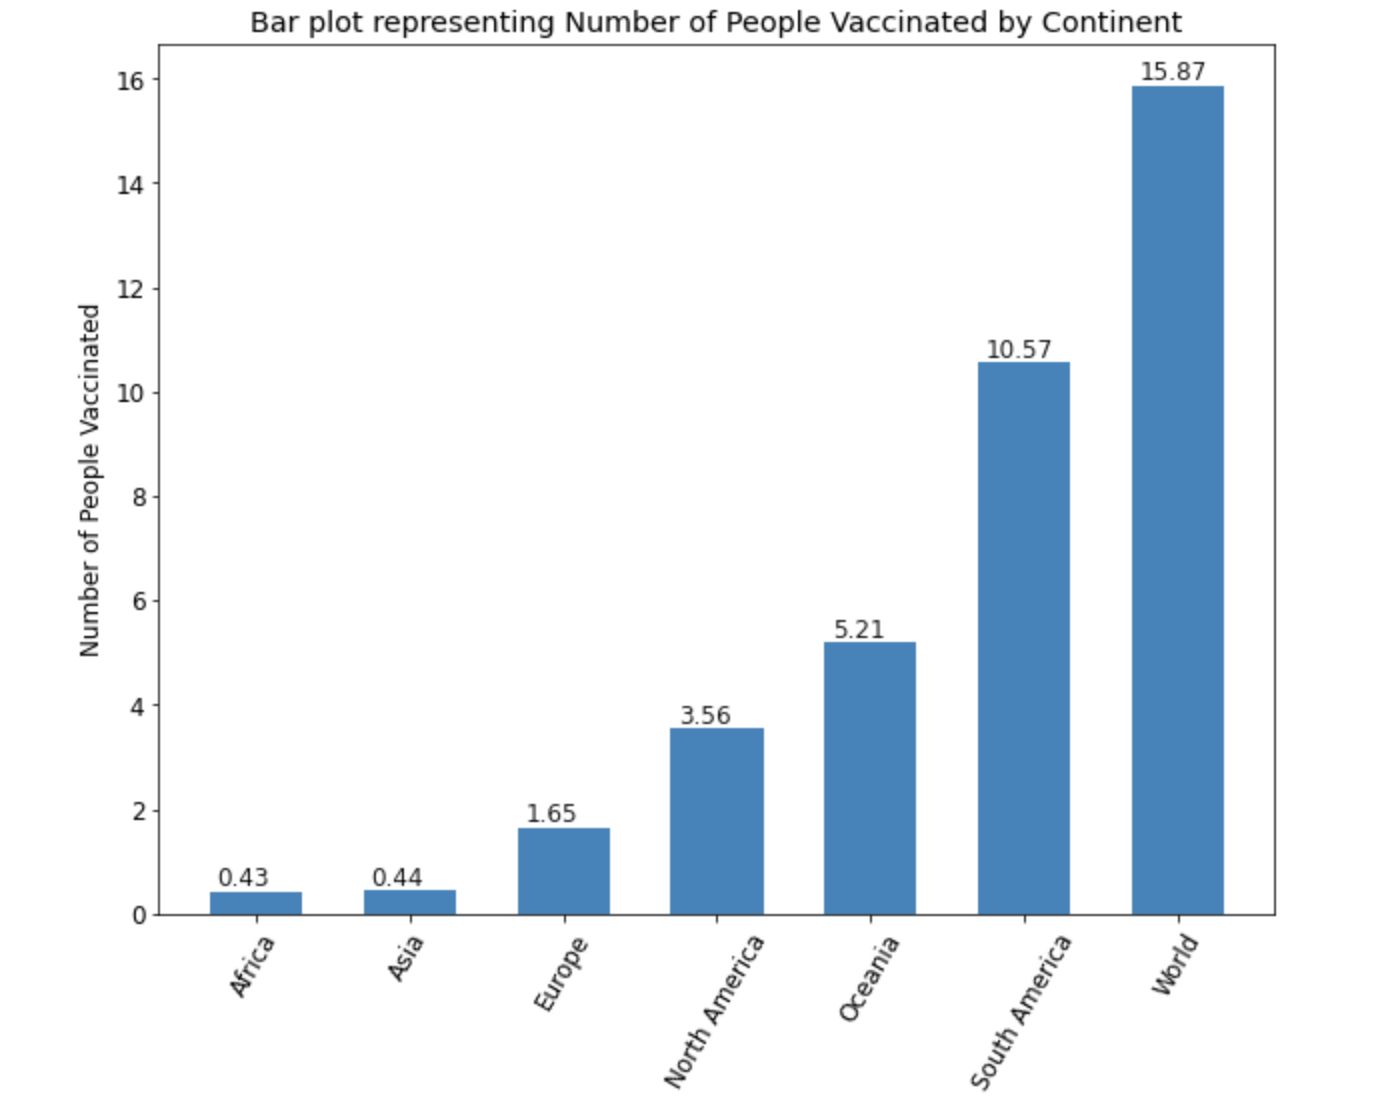 Bar plot representing Number of People Vaccinated by Continent
Number of People Vaccinated
16
14
12
10
8
6
4
2
0
0.43
0.44
1.65
3.56
5.21
10.57
15.87
Africa
Asia
Europe
North America
Oceania
South America
World